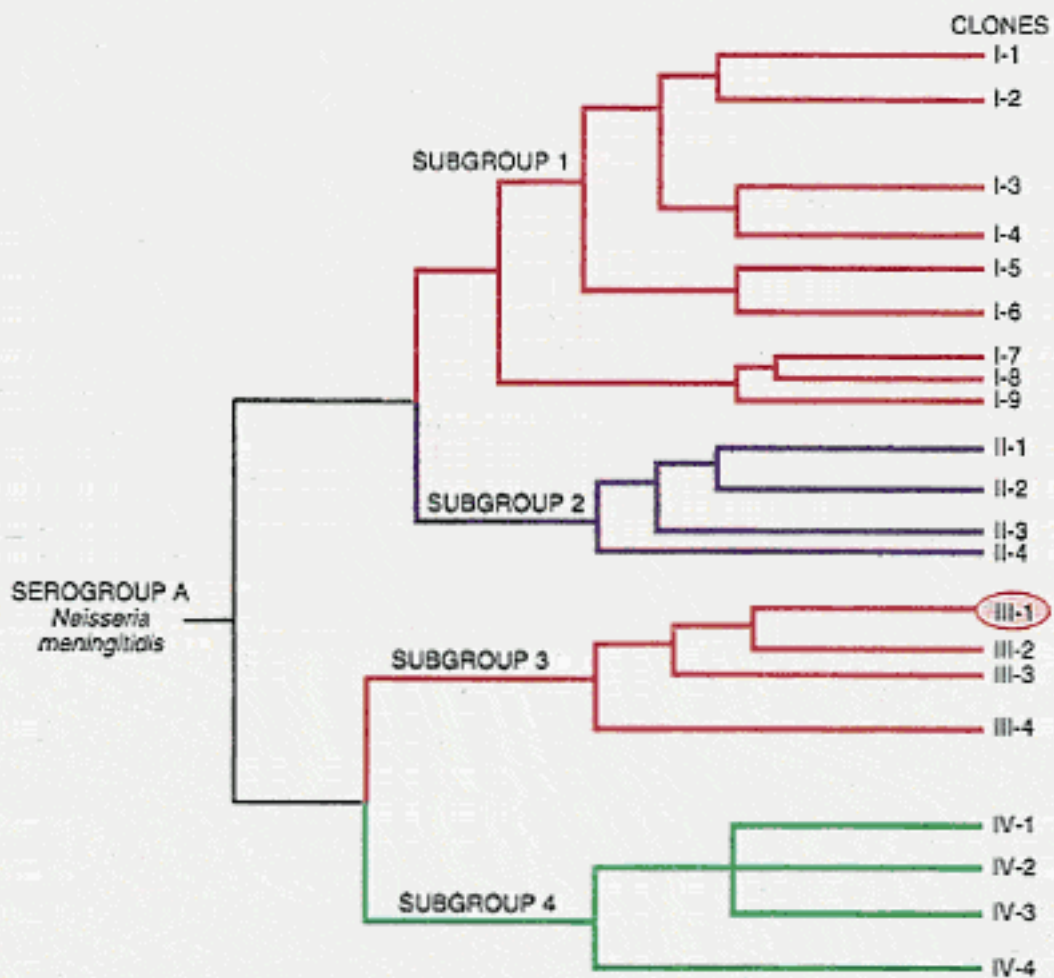 CLONES
I-1
I-2
SUBGROUP 1
I-3
I-4
I-5
I-6
I-7
I-8
I-9
II-1
II-2
SUBGROUP 2
II-3
II-4
SEROGROUP A
Neisseria
meningitidis
III-1
III-2
SUBGROUP 3
III-3
III-4
IV-1
IV-2
SUBGROUP 4
IV-3
IV-4